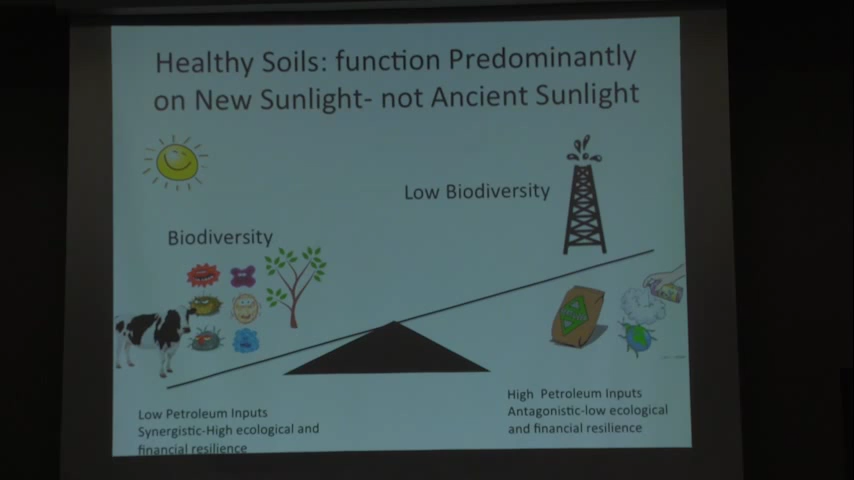 Healthy Soils: function Predominantly
on New Sunlight- not Ancient Sunlight
Low Biodiversity
Biodiversity
Low Petroleum Inputs
Synergistic-High ecological and
financial resilience
High Petroleum Inputs
Antagonistic-low ecological
and financial resilience